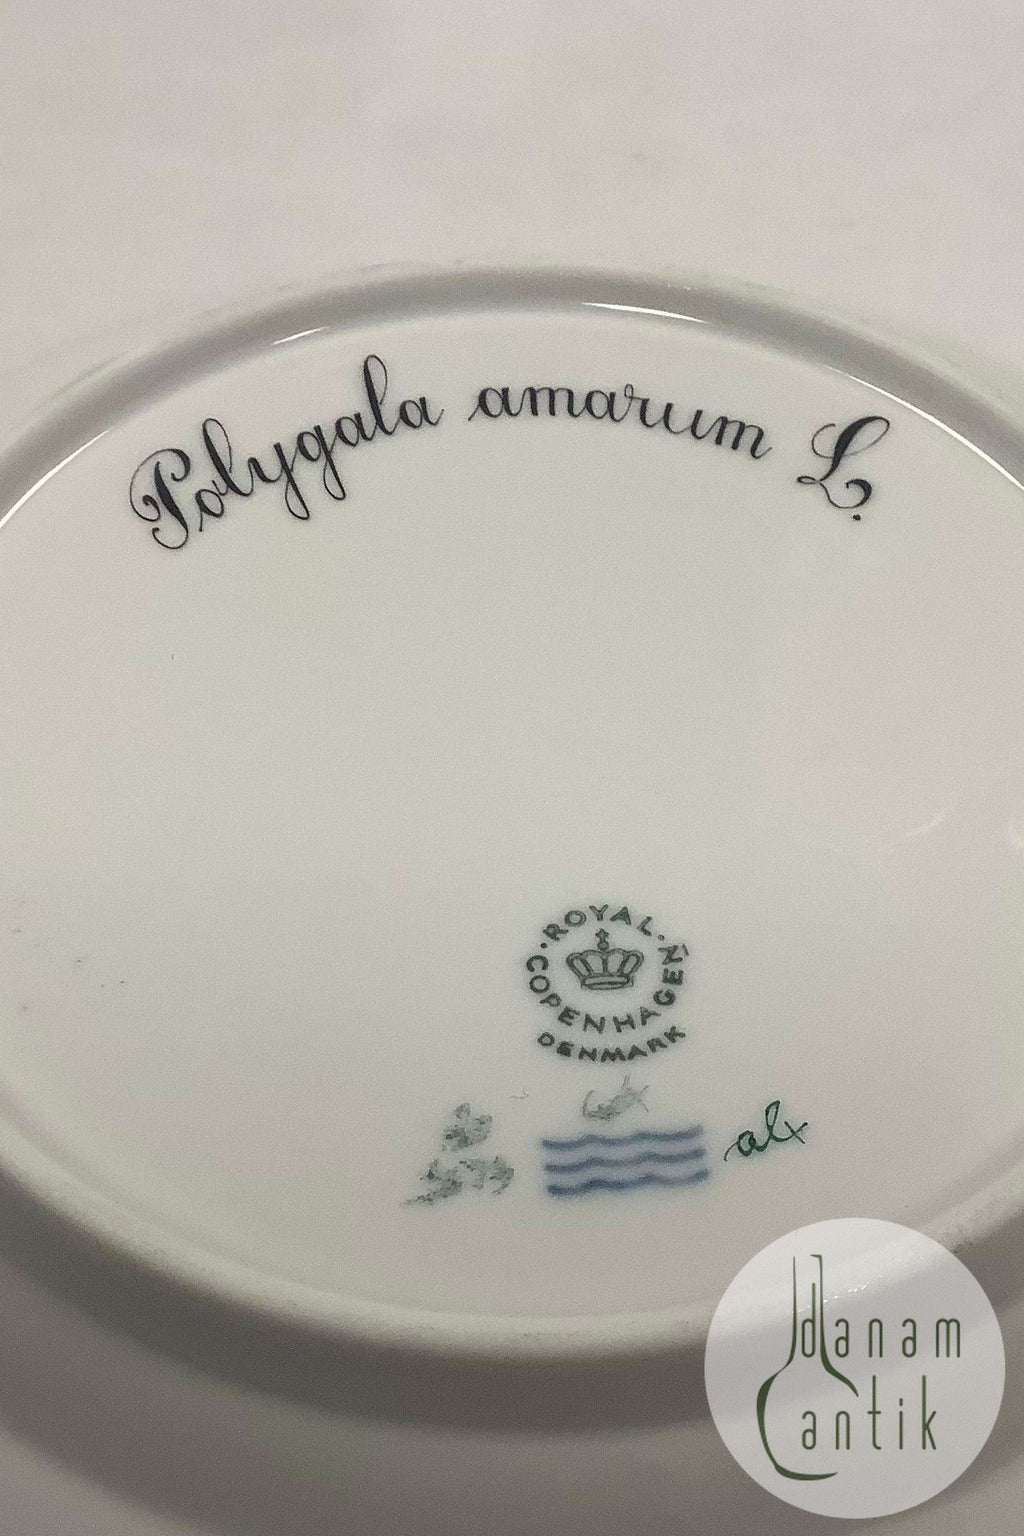 Polygala amarum L.
ROYAL
COPENHAGEN
DENMARK
danam
antik